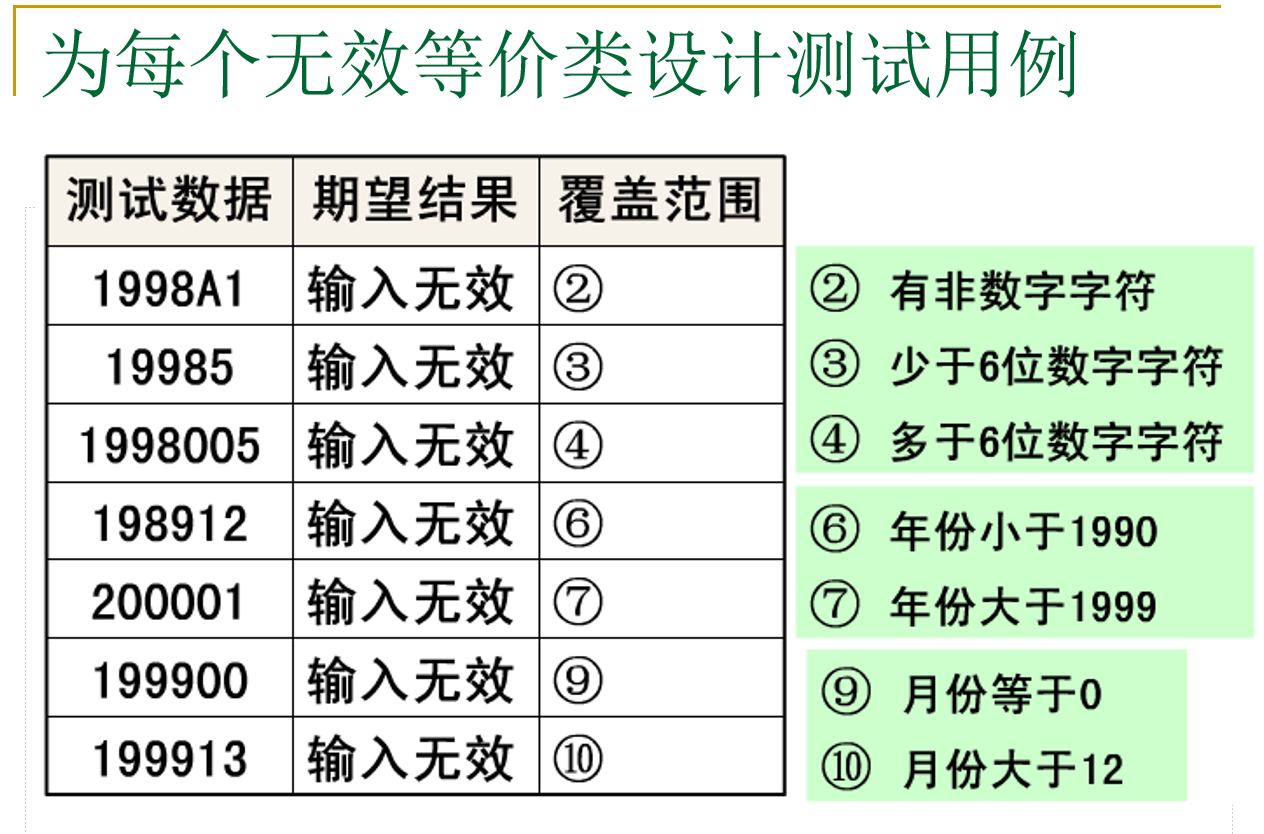 为每个无效等价类设计测试用例
测试数据 期望结果 覆盖范围
1998A1 输入无效 ②
19985 输入无效 ③
1998005 输入无效 ④
198912 输入无效 ⑥
200001 输入无效 ⑦
199900 输入无效 ⑨
199913 输入无效 ⑩
② 有非数字字符
③ 少于6位数字字符
④ 多于6位数字字符
⑥ 年份小于1990
⑦ 年份大于1999
⑨ 月份等于0
⑩ 月份大于12